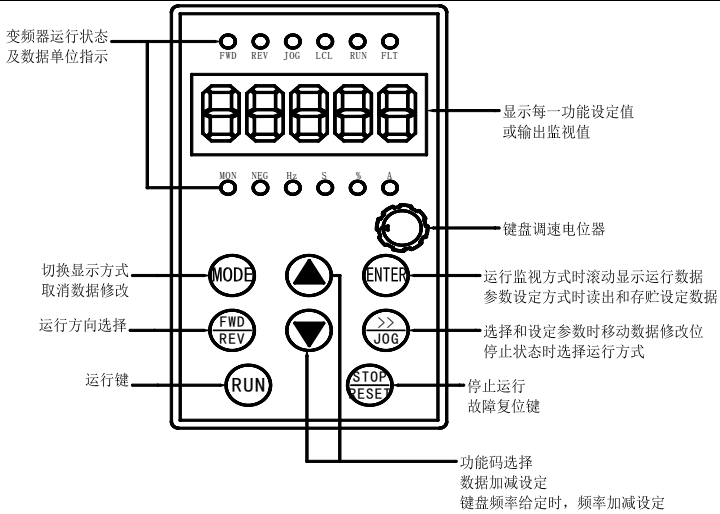 变频器运行状态
及数据单位指示
FWD REV JOG LCL RUN FLT
88888
显示每一功能设定值
或输出监视值
MON NEG Hz S % A
键盘调速电位器
切换显示方式
取消数据修改
MODE
ENTER
运行监视方式时滚动显示运行数据
参数设定方式时读出和存贮设定数据
运行方向选择
FWD
REV
>>
JOG
选择和设定参数时移动数据修改位
停止状态时选择运行方式
运行键
RUN
STOP
RESET
停止运行
故障复位键
功能码选择
数据加减设定
键盘频率给定时，频率加减设定